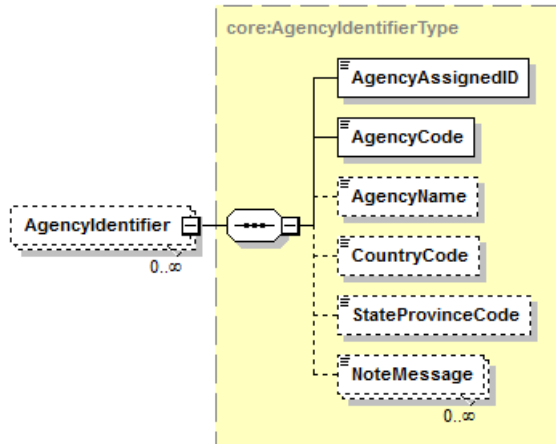 core:AgencyIdentifierType
AgencyAssignedID
AgencyCode
AgencyName
AgencyIdentifier
0..∞
CountryCode
StateProvinceCode
NoteMessage
0..∞